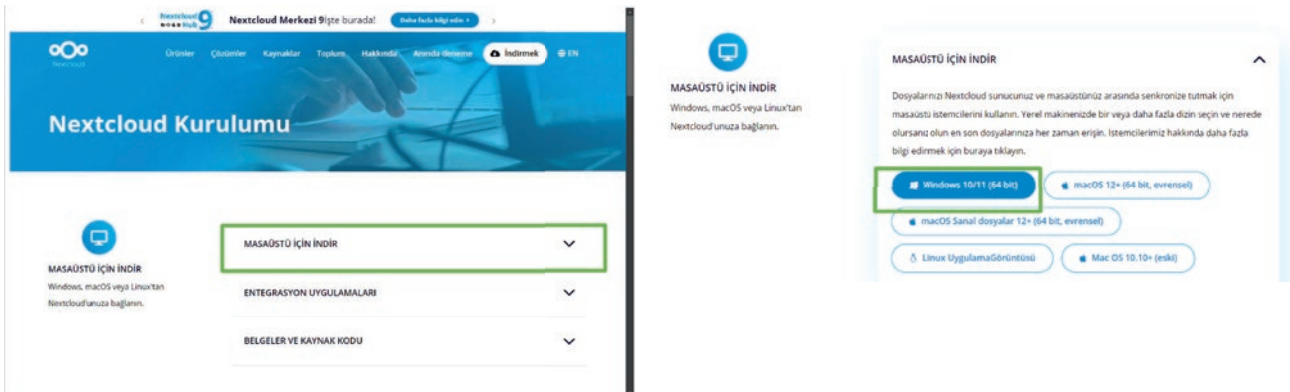 Nextcloud Hub 9
Nextcloud Merkezi 9işte burada!
Daha fazla bilgi edin
Nextcloud
Ürünler Çözümler Kaynaklar Toplum Hakkında Anında deneme İndirmek EN
Nextcloud Kurulumu
MASAÜSTÜ İÇİN İNDİR
Windows, macOS veya Linux'tan
Nextcloud'unuza bağlanın.
MASAÜSTÜ İÇİN İNDİR
ENTEGRASYON UYGULAMALARI
BELGELER VE KAYNAK KODU
MASAÜSTÜ İÇİN İNDİR
Windows, macOS veya Linux'tan
Nextcloud'unuza bağlanın.
MASAÜSTÜ İÇİN İNDİR
Dosyalarınızı Nextcloud sunucunuz ve masaüstünüz arasında senkronize tutmak için
masaüstü istemcilerini kullanın. Yerel makinenizde bir veya daha fazla dizin seçin ve nerede
olursanız olun en son dosyalarınıza her zaman erişin. İstemcilerimiz hakkında daha fazla
bilgi edirmek için buraya tıklayın.
Windows 10/11 (64 bit) macOS 12+ (64 bit, evrensel)
macOS Sanal dosyalar 12+ (64 bit, evrensel)
Linux UygulamaGörüntüsü Mac OS 10.10+ (eski)